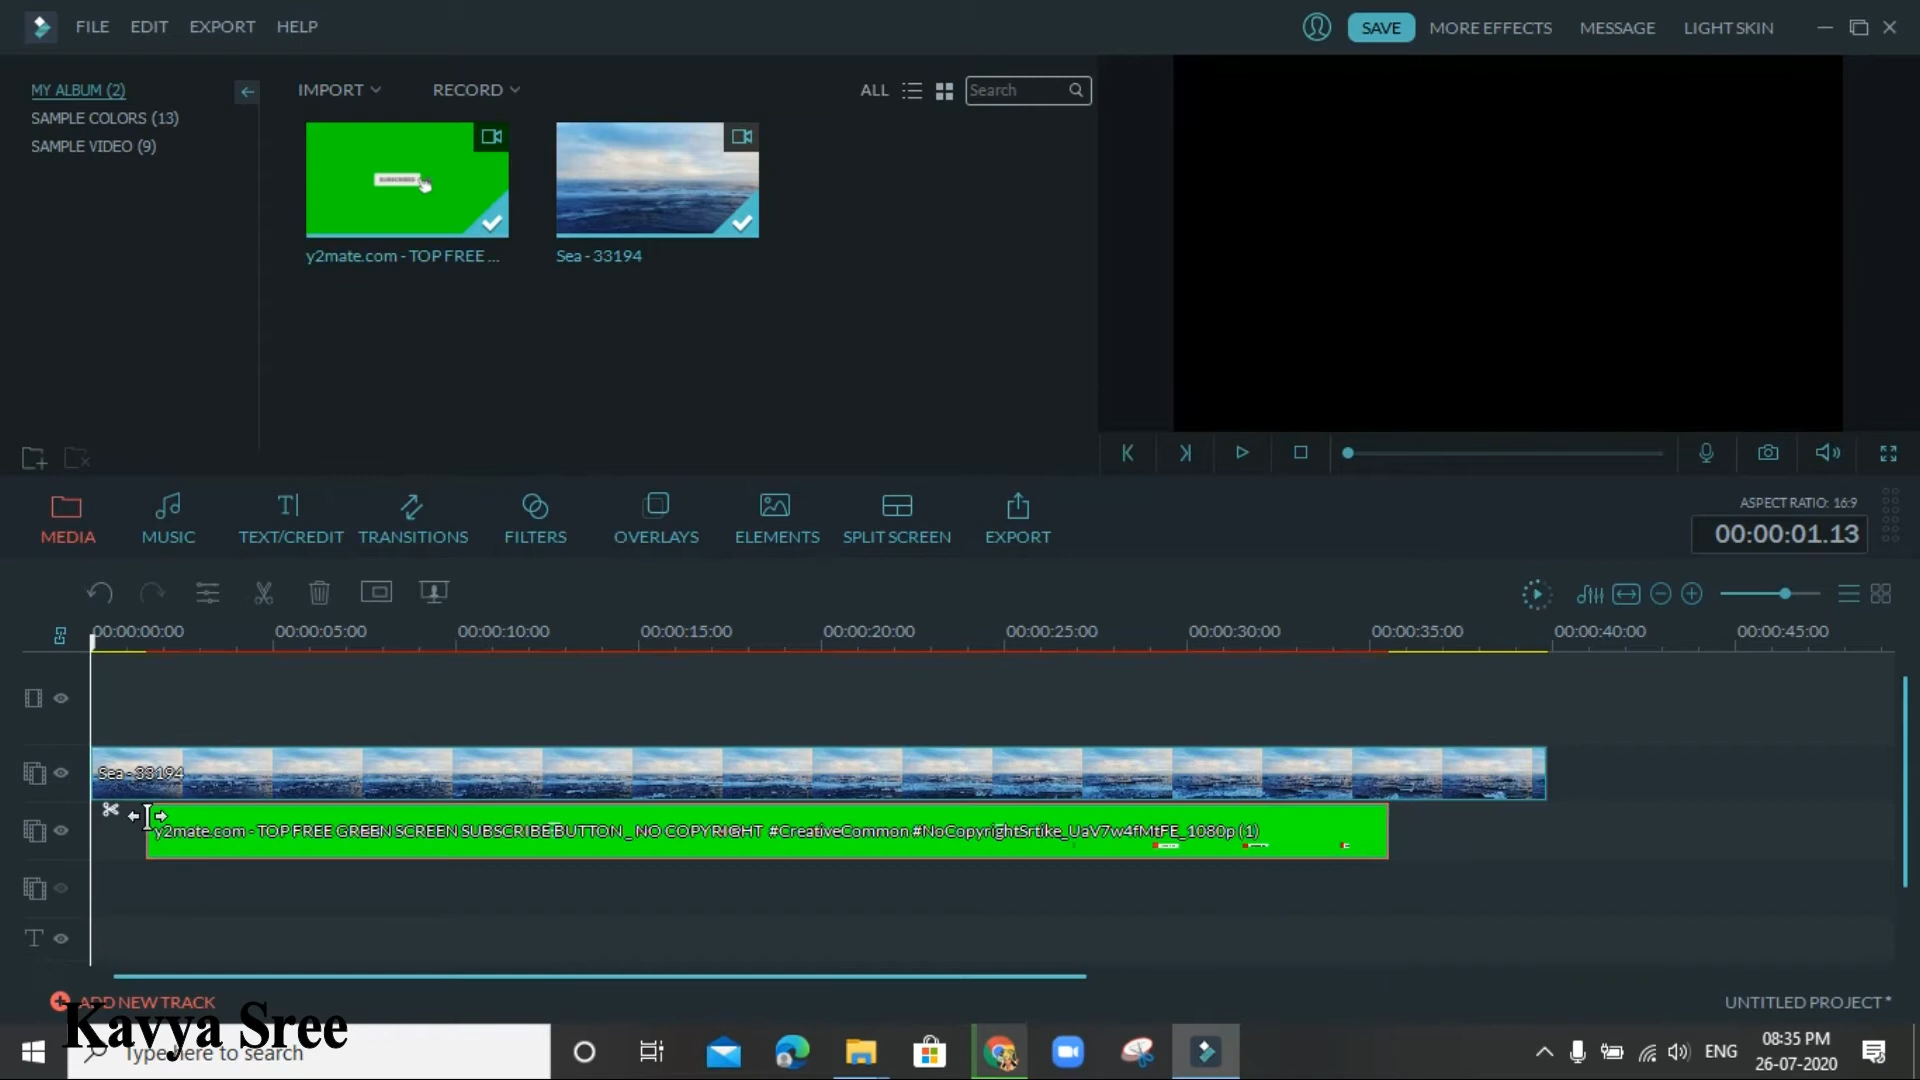 FILE EDIT EXPORT HELP
SAVE MORE EFFECTS MESSAGE LIGHT SKIN
MY ALBUM (2)
SAMPLE COLORS (13)
SAMPLE VIDEO (9)
IMPORT RECORD ALL Search
SUBSCRIBE
y2mate.com - TOP FREE ... Sea - 33194
MEDIA MUSIC TEXT/CREDIT TRANSITIONS FILTERS OVERLAYS ELEMENTS SPLIT SCREEN EXPORT
ASPECT RATIO: 16:9
00:00:01.13
00:00:00:00 00:00:05:00 00:00:10:00 00:00:15:00 00:00:20:00 00:00:25:00 00:00:30:00 00:00:35:00 00:00:40:00 00:00:45:00
Sea - 33194
y2mate.com - TOP FREE GREEN SCREEN SUBSCRIBE BUTTON _ NO COPYRIGHT #CreativeCommon #NoCopyrightSrtike_UaV7w4fMtFE_1080p (1)
ADD NEW TRACK
UNTITLED PROJECT *
Kavya Sree
Type here to search
ENG
08:35 PM
26-07-2020